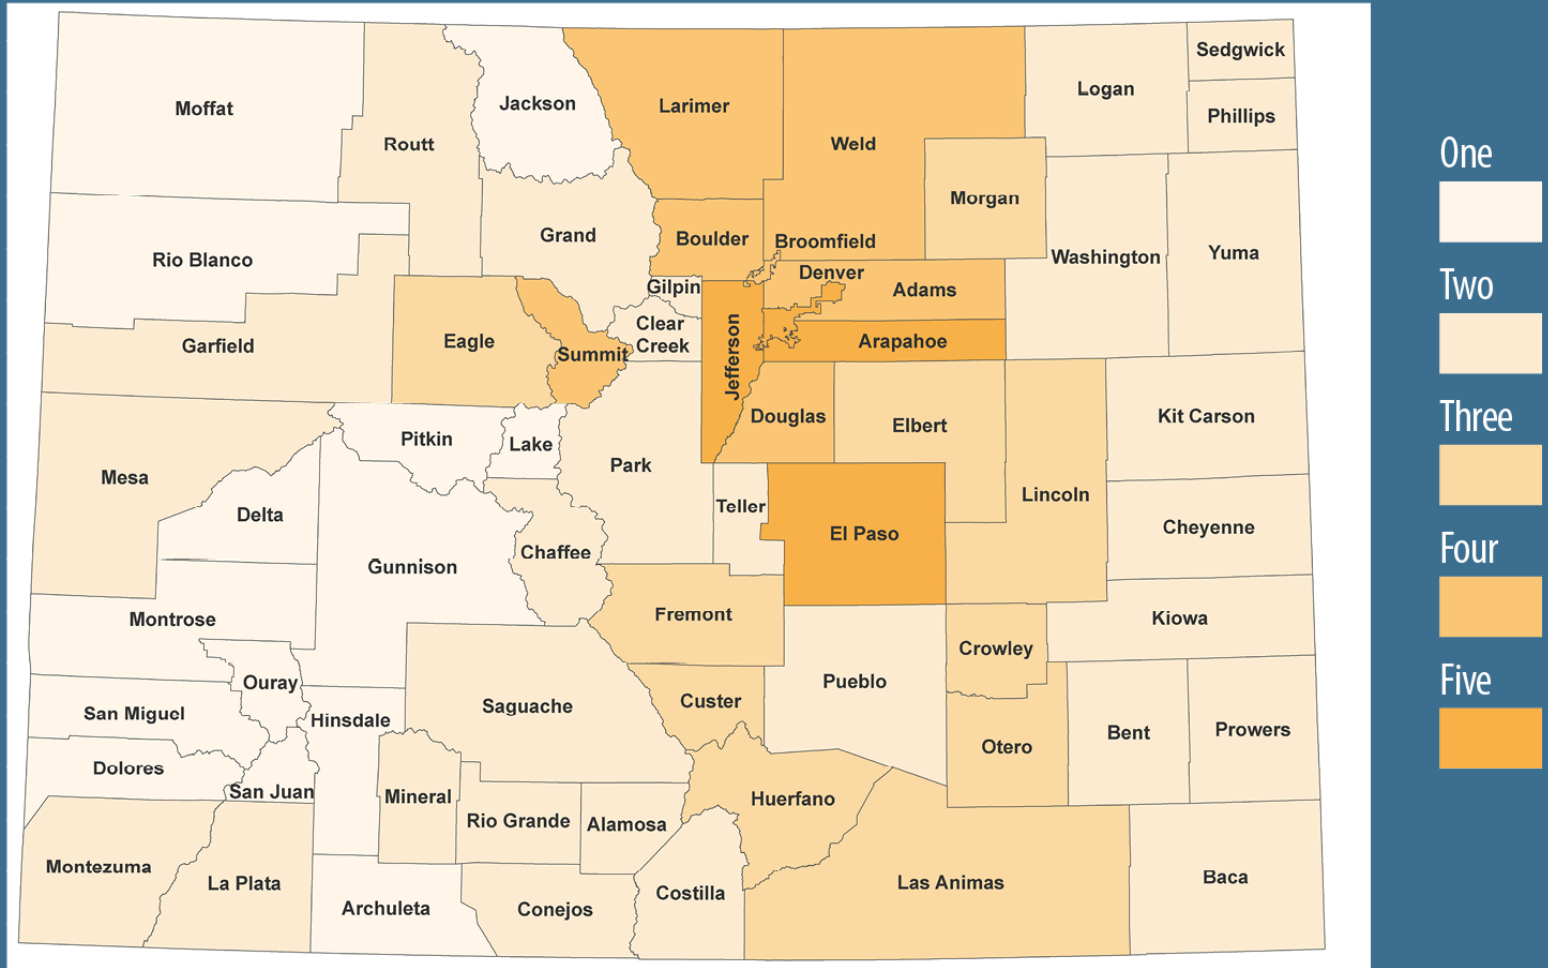 Sedgwick
Logan
Moffat
Jackson
Larimer
Phillips
Routt
Weld
One
Morgan
Grand
Boulder
Broomfield
Washington
Yuma
Rio Blanco
Denver
Gilpin
Adams
Two
Clear
Creek
Garfield
Eagle
Summit
Jefferson
Arapahoe
Pitkin
Lake
Douglas
Elbert
Kit Carson
Three
Mesa
Park
Lincoln
Delta
Teller
El Paso
Cheyenne
Gunnison
Chaffee
Four
Montrose
Fremont
Kiowa
Crowley
Ouray
Pueblo
Five
San Miguel
Hinsdale
Saguache
Custer
Otero
Bent
Prowers
Dolores
San Juan
Mineral
Rio Grande
Alamosa
Huerfano
Montezuma
La Plata
Costilla
Las Animas
Baca
Archuleta
Conejos